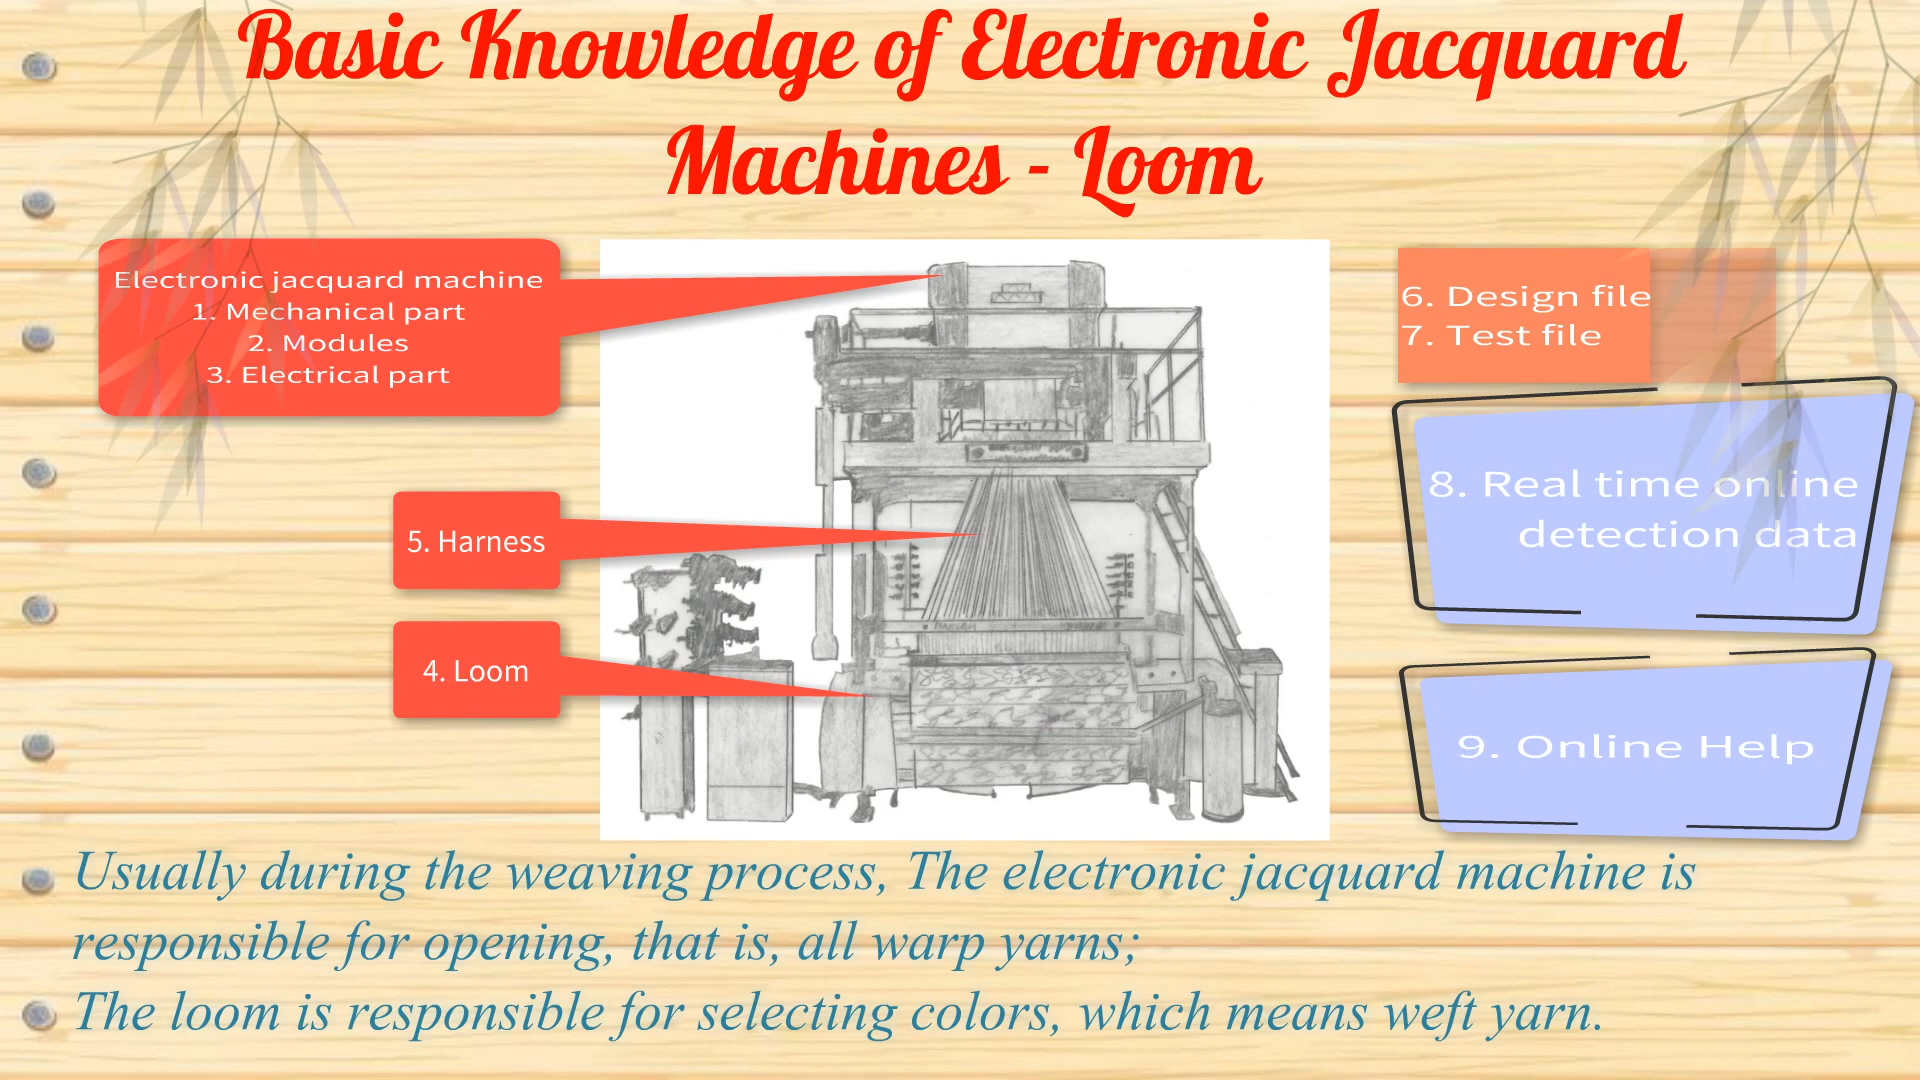 Basic Knowledge of Electronic Jacquard
Machines - Loom
Electronic jacquard machine
1. Mechanical part
2. Modules
3. Electrical part
5. Harness
4. Loom
6. Design file
7. Test file
8. Real time online
detection data
9. Online Help
Usually during the weaving process, The electronic jacquard machine is
responsible for opening, that is, all warp yarns;
The loom is responsible for selecting colors, which means weft yarn.